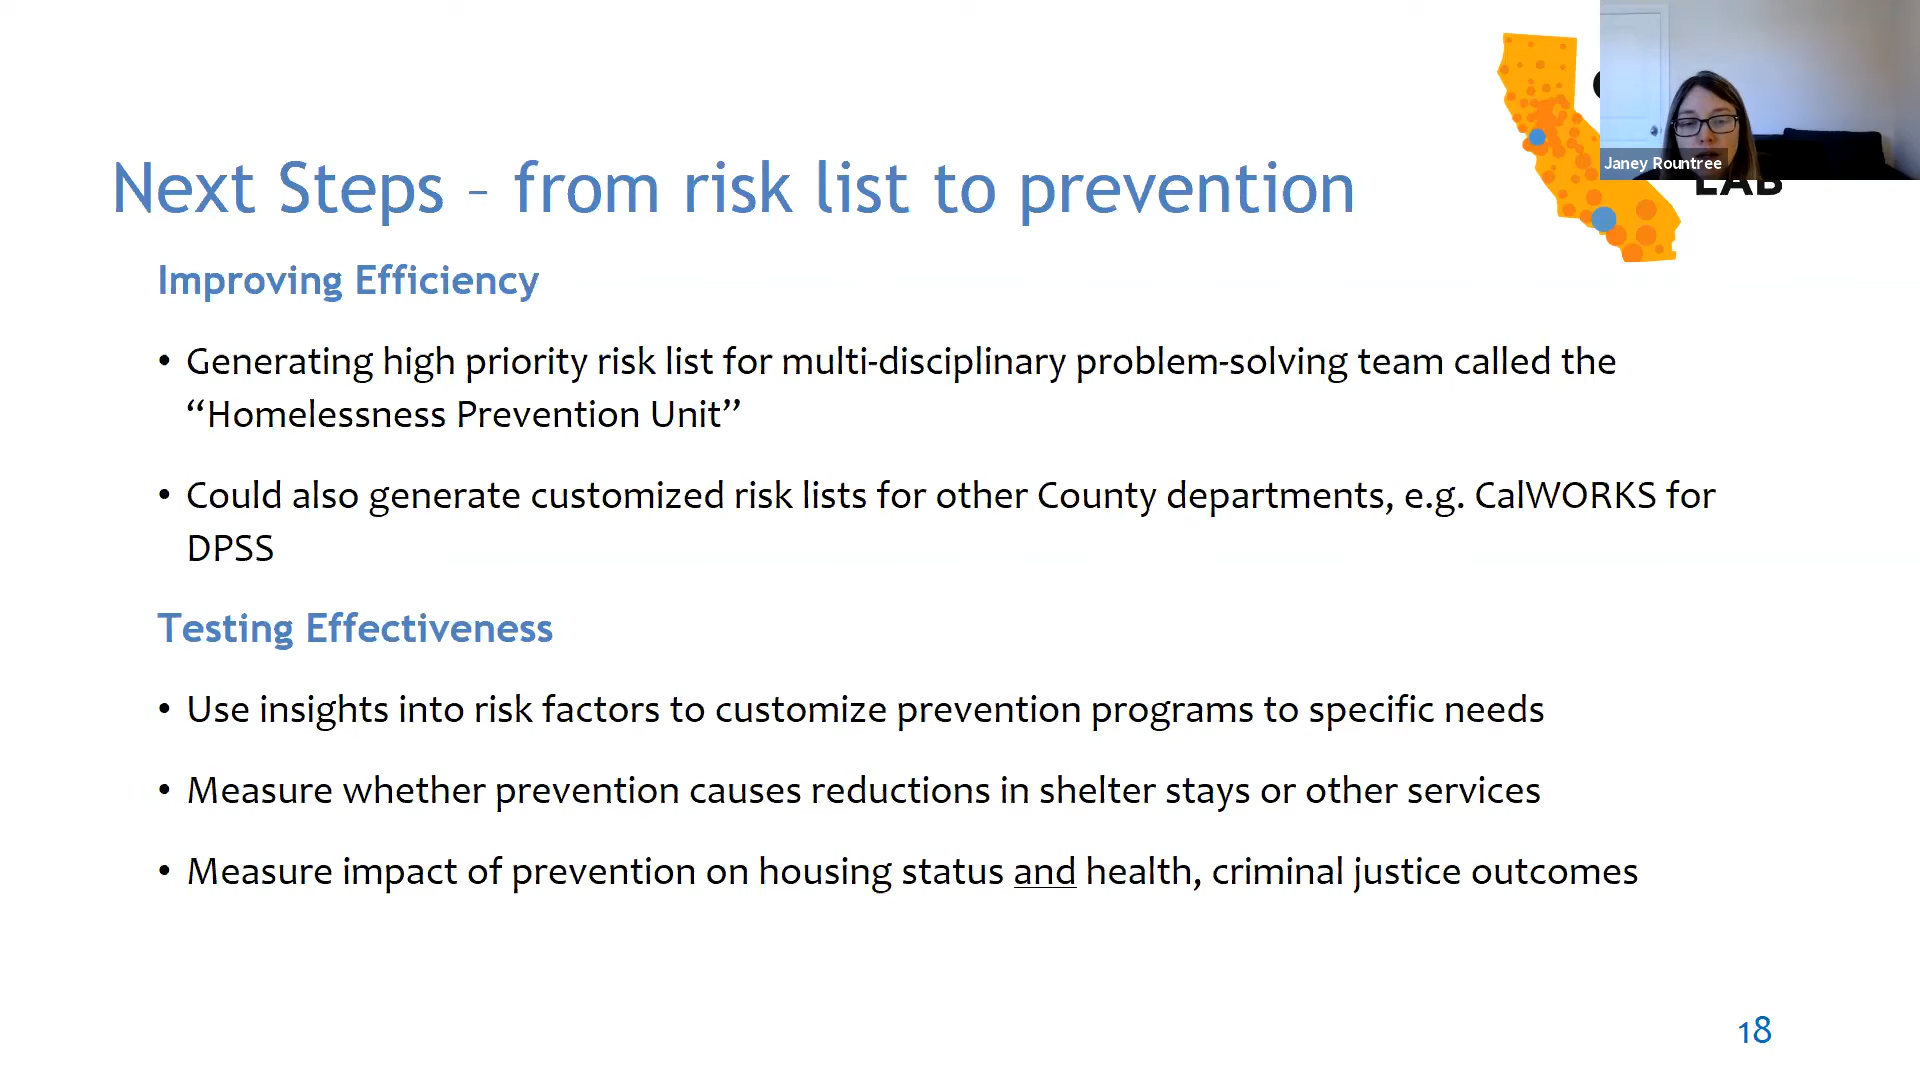 Janey Rountree
LAB
Next Steps – from risk list to prevention
Improving Efficiency
• Generating high priority risk list for multi-disciplinary problem-solving team called the
“Homelessness Prevention Unit”
• Could also generate customized risk lists for other County departments, e.g. CalWORKS for
DPSS
Testing Effectiveness
• Use insights into risk factors to customize prevention programs to specific needs
• Measure whether prevention causes reductions in shelter stays or other services
• Measure impact of prevention on housing status and health, criminal justice outcomes
18